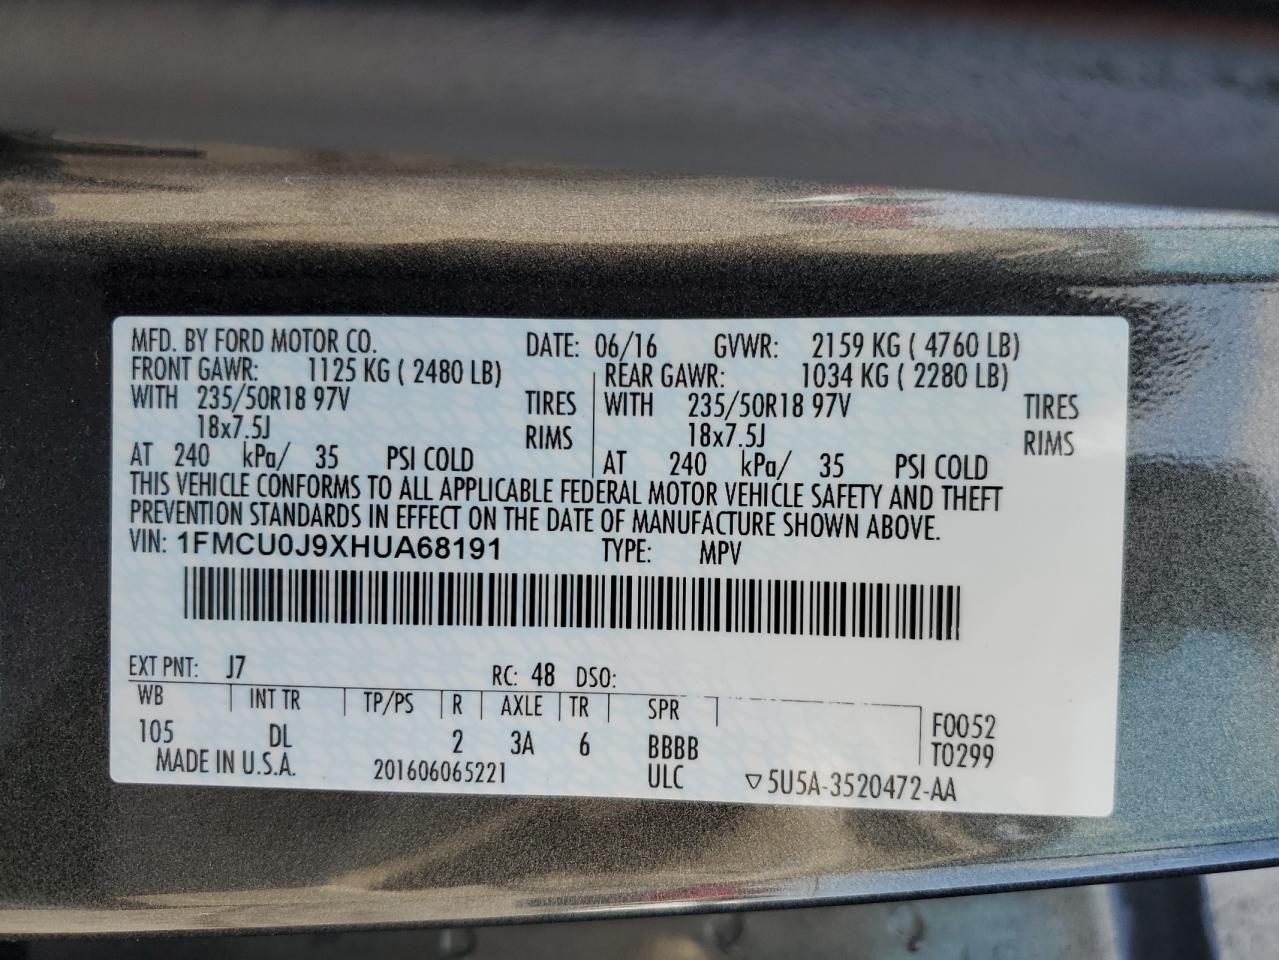 MFD. BY FORD MOTOR CO. DATE: 06/16 GVWR: 2159 KG ( 4760 LB)
FRONT GAWR: 1125 KG ( 2480 LB) REAR GAWR: 1034 KG ( 2280 LB)
WITH 235/50R18 97V TIRES WITH 235/50R18 97V TIRES
18x7.5J RIMS 18x7.5J RIMS
AT 240 kPa/ 35 PSI COLD AT 240 kPa/ 35 PSI COLD
THIS VEHICLE CONFORMS TO ALL APPLICABLE FEDERAL MOTOR VEHICLE SAFETY AND THEFT
PREVENTION STANDARDS IN EFFECT ON THE DATE OF MANUFACTURE SHOWN ABOVE.
VIN: 1FMCU0J9XHUA68191 TYPE: MPV
EXT PNT: J7 RC: 48 DSO:
WB INT TR TP/PS R AXLE TR SPR
105 DL 2 3A 6 BBBB
F0052
T0299
MADE IN U.S.A. 201606065221 ULC ▽5U5A-3520472-AA